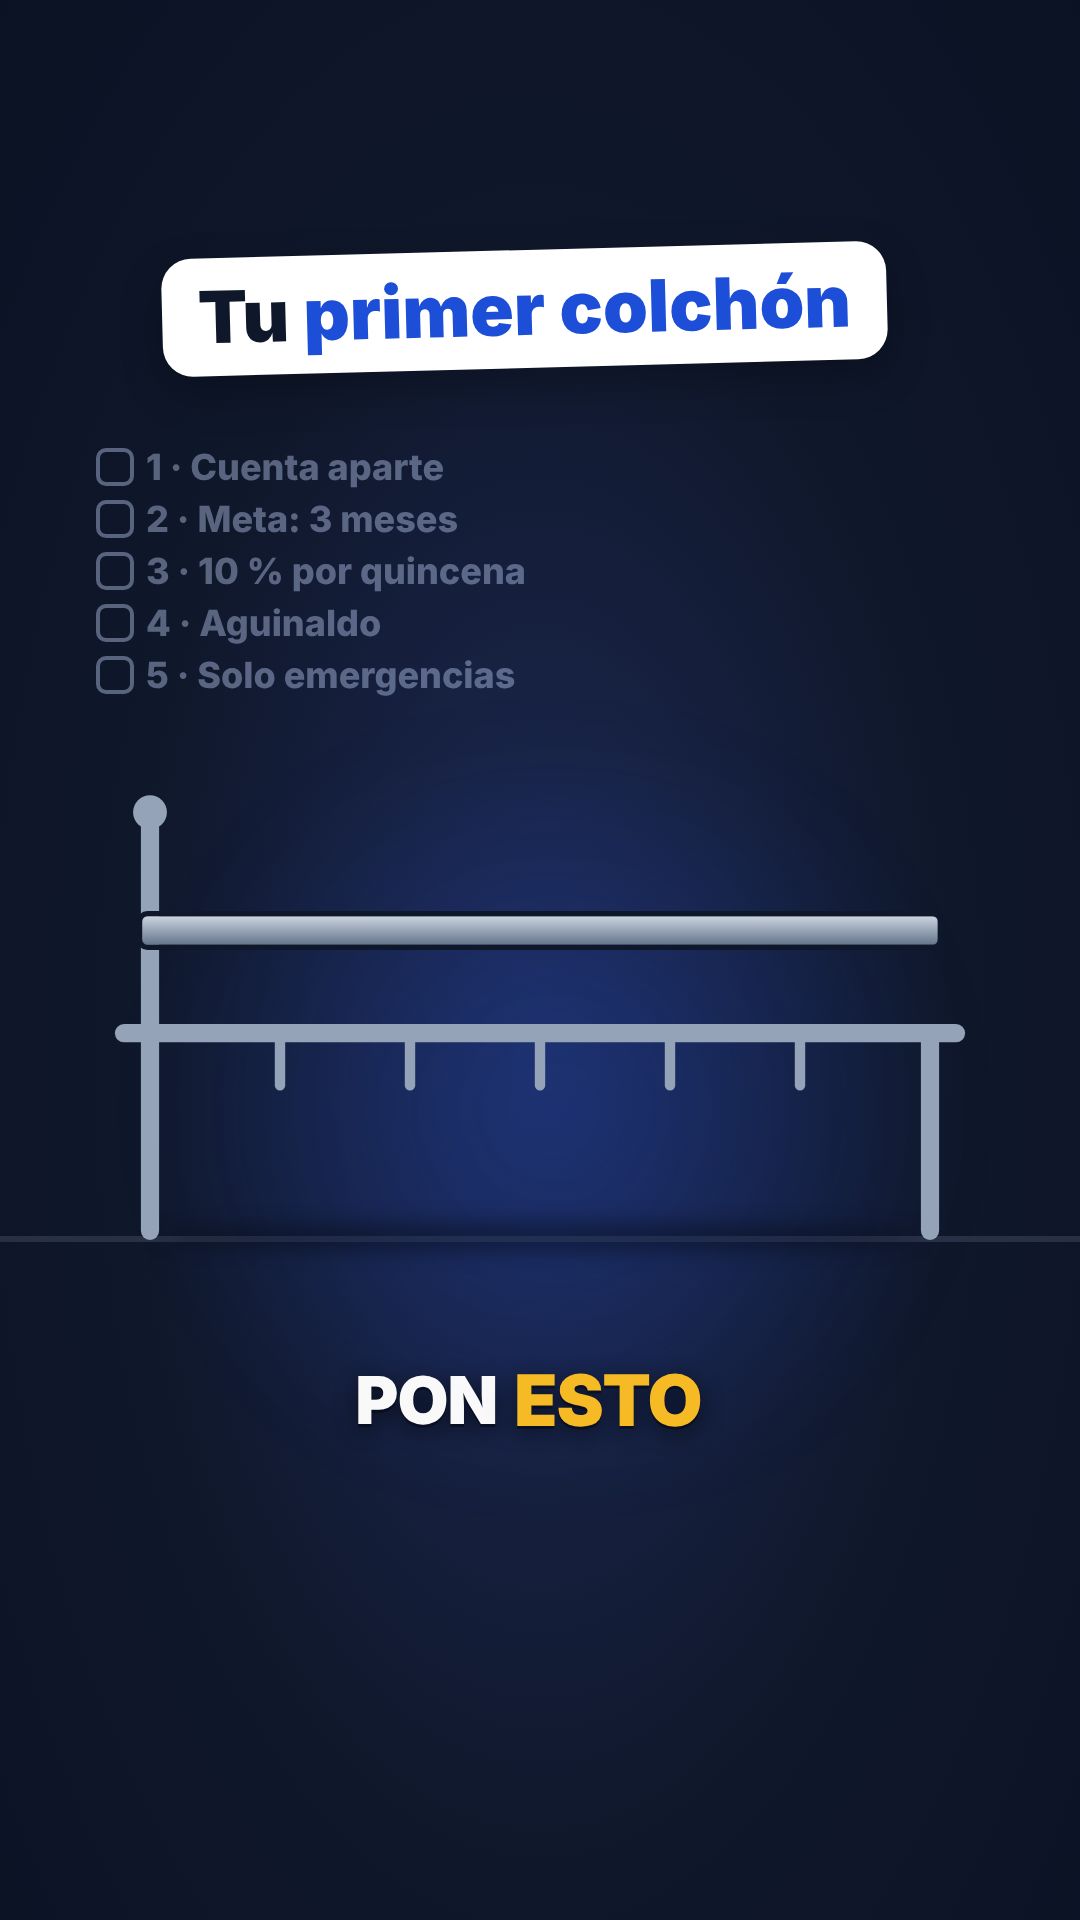 Tu primer colchón
1 · Cuenta aparte
2 · Meta: 3 meses
3 · 10 % por quincena
4 · Aguinaldo
5 · Solo emergencias
PON ESTO